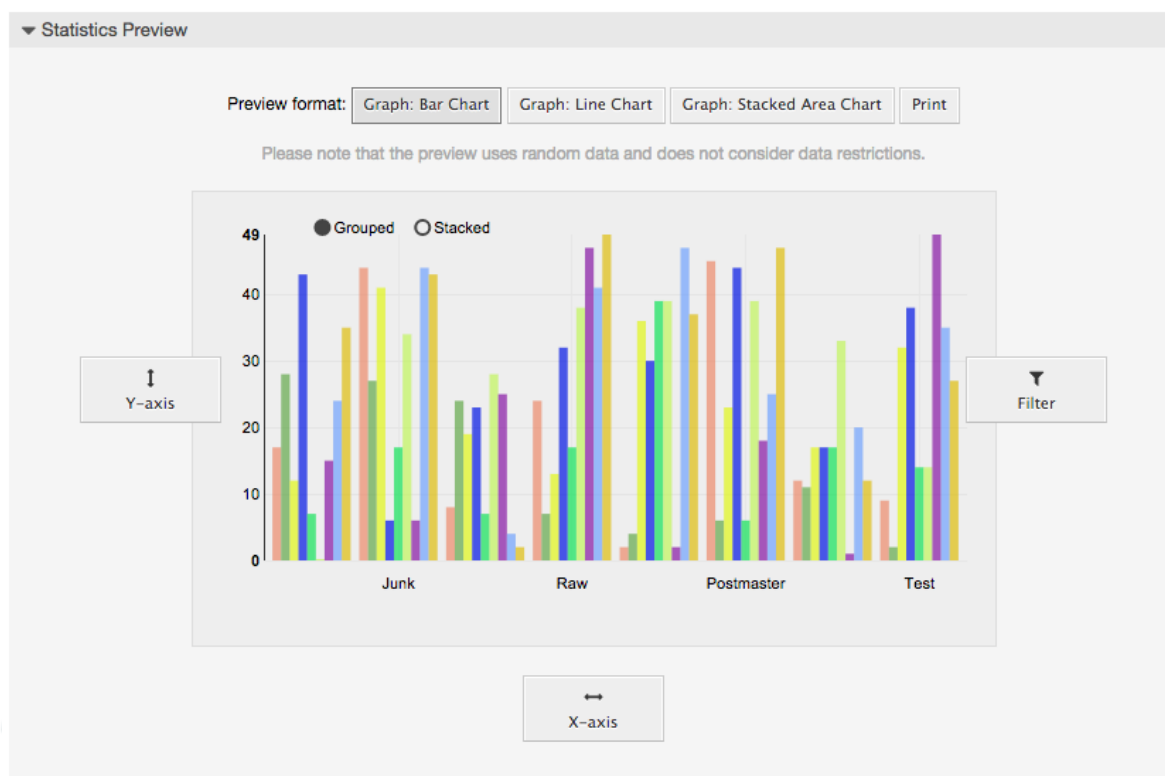 Statistics Preview
Preview format: Graph: Bar Chart Graph: Line Chart Graph: Stacked Area Chart Print
Please note that the preview uses random data and does not consider data restrictions.
Grouped Stacked
49
40
30
20
10
0
Junk Raw Postmaster Test
Y-axis
Filter
X-axis